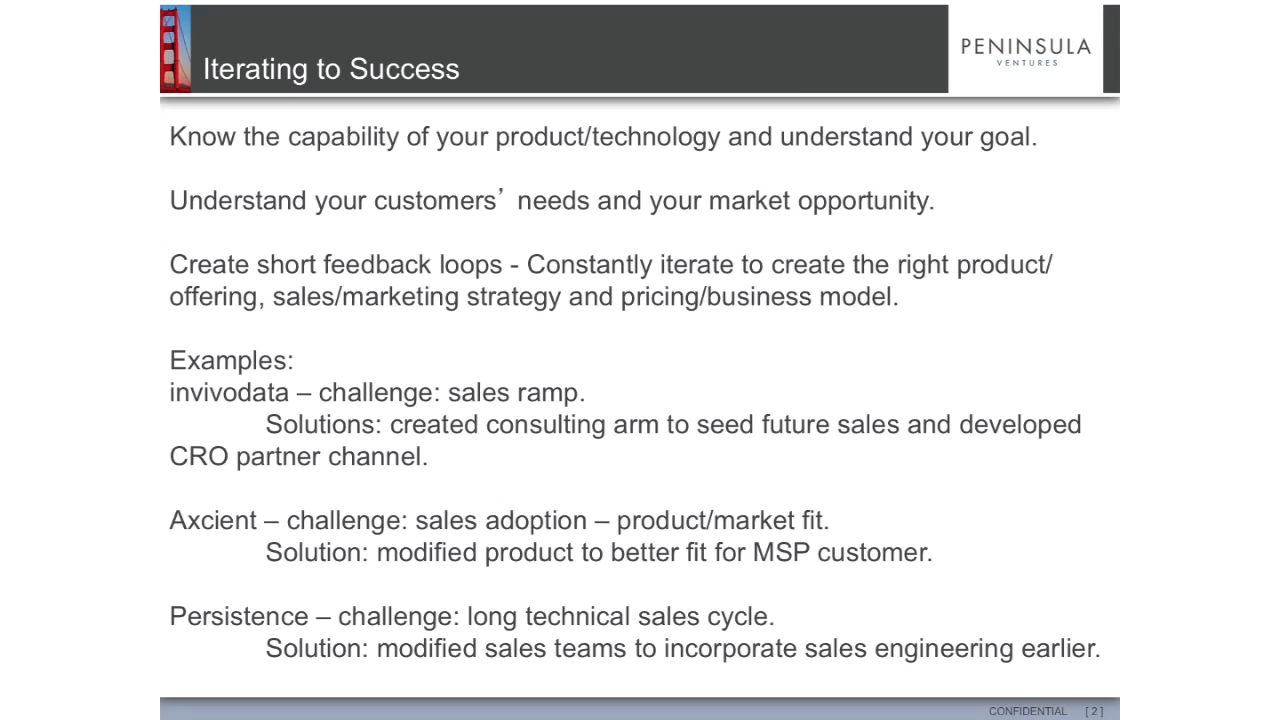 Iterating to Success
PENINSULA
VENTURES
Know the capability of your product/technology and understand your goal.
Understand your customers’ needs and your market opportunity.
Create short feedback loops - Constantly iterate to create the right product/
offering, sales/marketing strategy and pricing/business model.
Examples:
invivodata – challenge: sales ramp.
Solutions: created consulting arm to seed future sales and developed
CRO partner channel.
Axcient – challenge: sales adoption – product/market fit.
Solution: modified product to better fit for MSP customer.
Persistence – challenge: long technical sales cycle.
Solution: modified sales teams to incorporate sales engineering earlier.
CONFIDENTIAL [ 2 ]